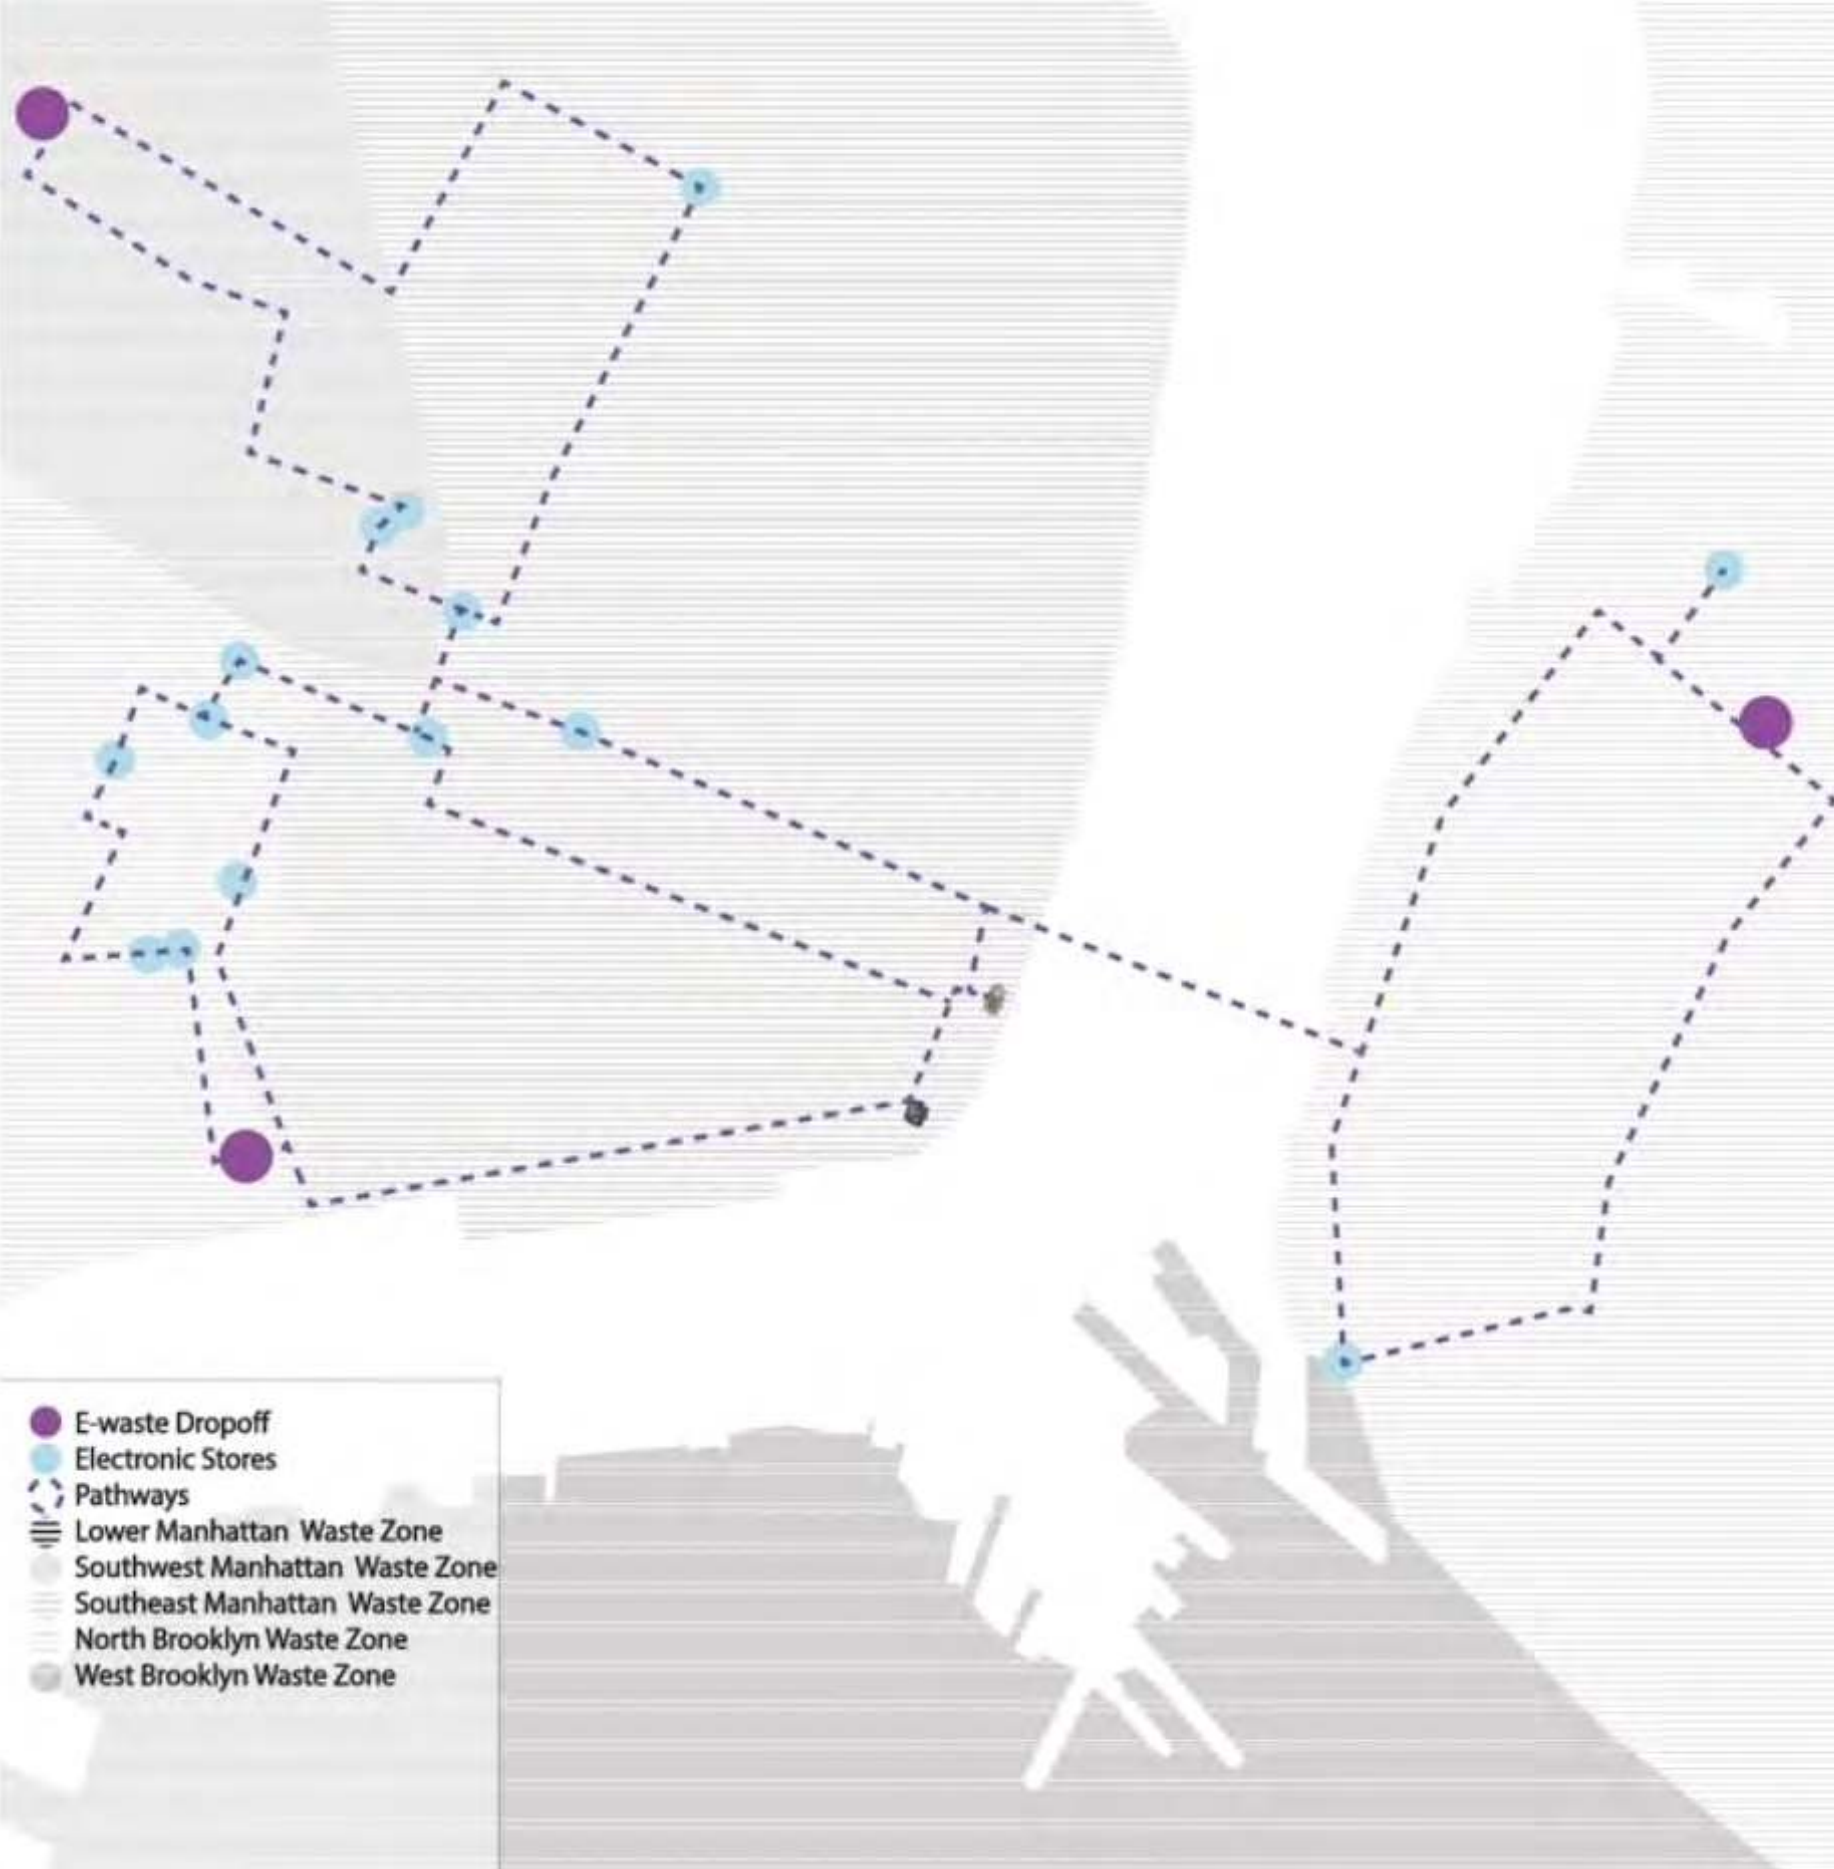 E-waste Dropoff
Electronic Stores
Pathways
Lower Manhattan Waste Zone
Southwest Manhattan Waste Zone
Southeast Manhattan Waste Zone
North Brooklyn Waste Zone
West Brooklyn Waste Zone